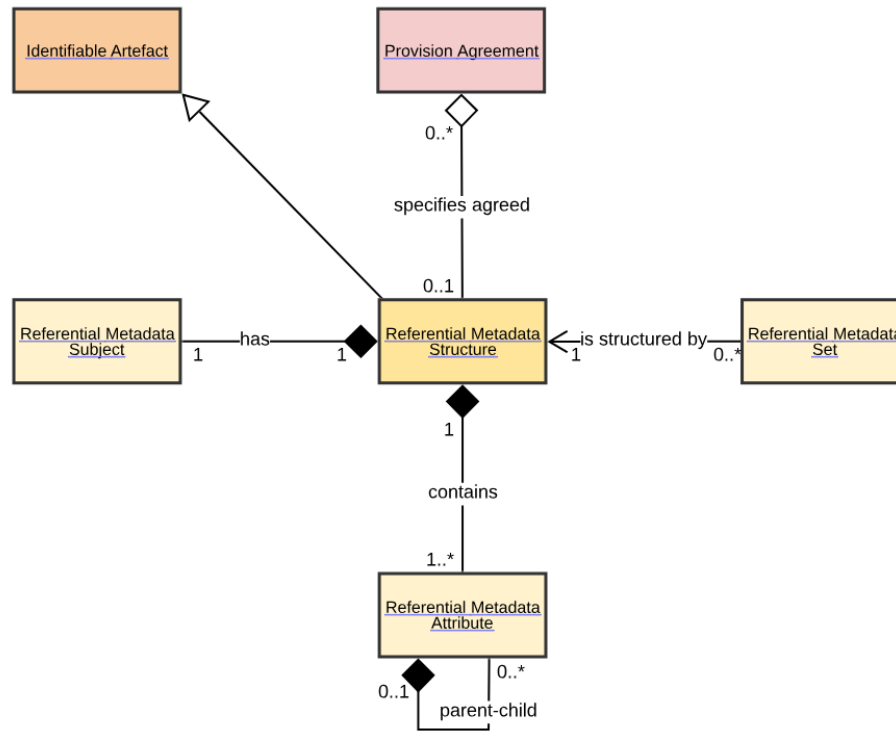 Identifiable Artefact
Provision Agreement
0..*
specifies agreed
0..1
Referential Metadata
Subject
has
1
1
Referential Metadata
Structure
is structured by
1
0..*
Referential Metadata
Set
1
contains
1..*
Referential Metadata
Attribute
0..1
0..*
parent-child